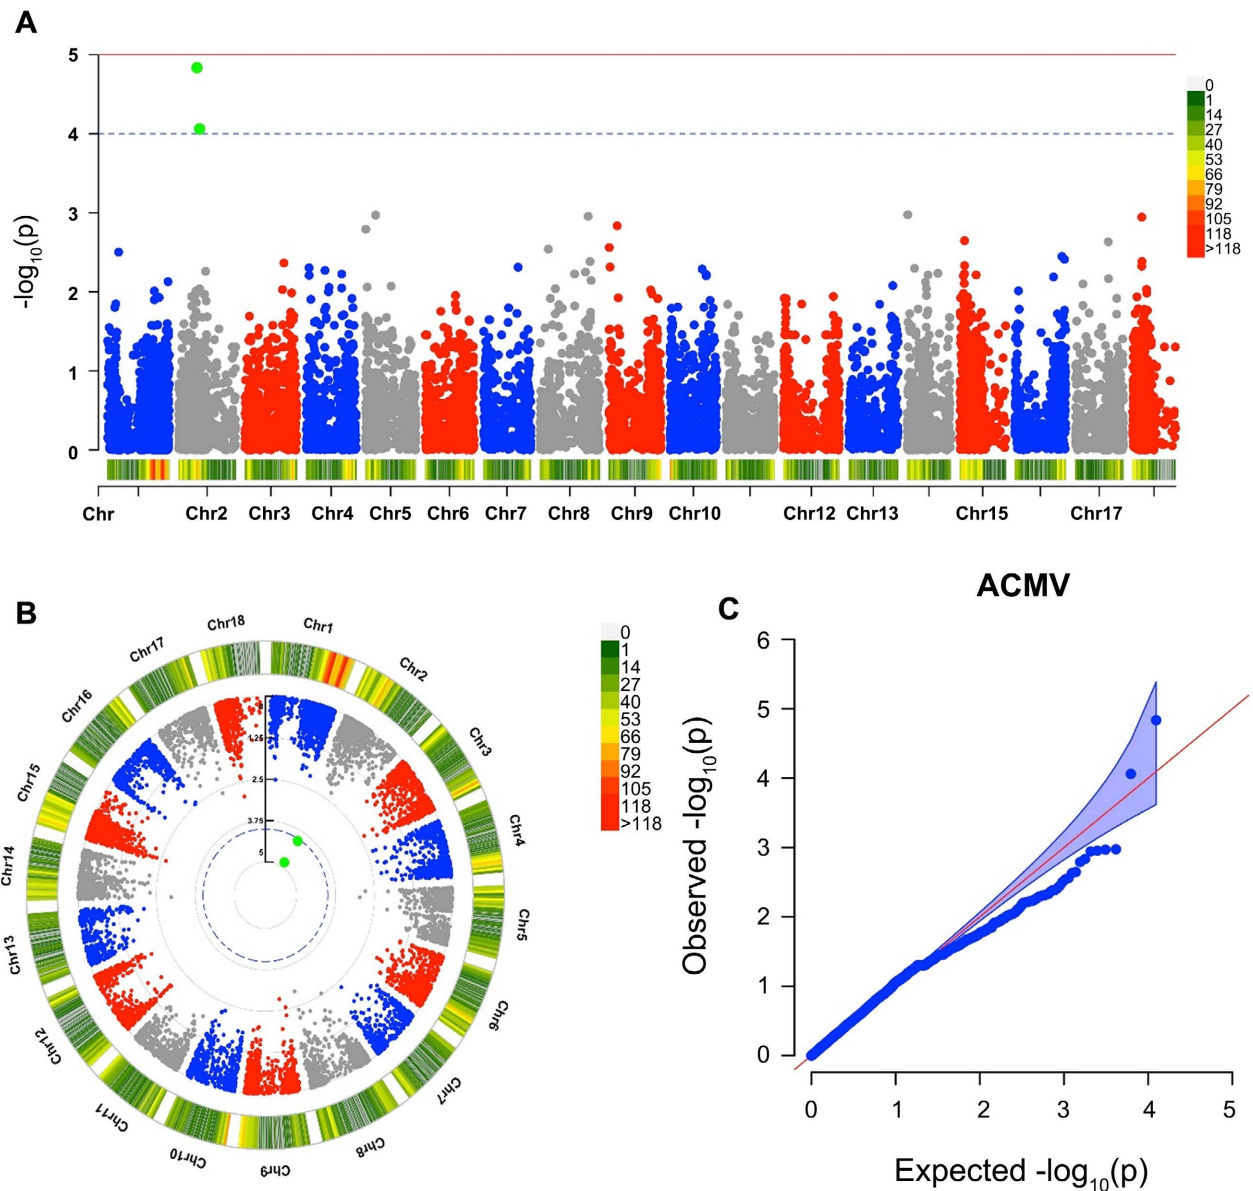 A
-log10(p)
5
4
3
2
1
0
Chr
Chr2
Chr3
Chr4
Chr5
Chr6
Chr7
Chr8
Chr9
Chr10
Chr12
Chr13
Chr15
Chr17
0
1
14
27
40
53
66
79
92
105
118
>118
B
Chr1
Chr2
Chr3
Chr4
Chr5
Chr6
Chr7
Chr8
Chr9
Chr10
Chr11
Chr12
Chr13
Chr14
Chr15
Chr16
Chr17
Chr18
1.25
2.5
3.75
5
0
1
14
27
40
53
66
79
92
105
118
>118
C
ACMV
Observed -log10(p)
6
5
4
3
2
1
0
0
1
2
3
4
5
Expected -log10(p)